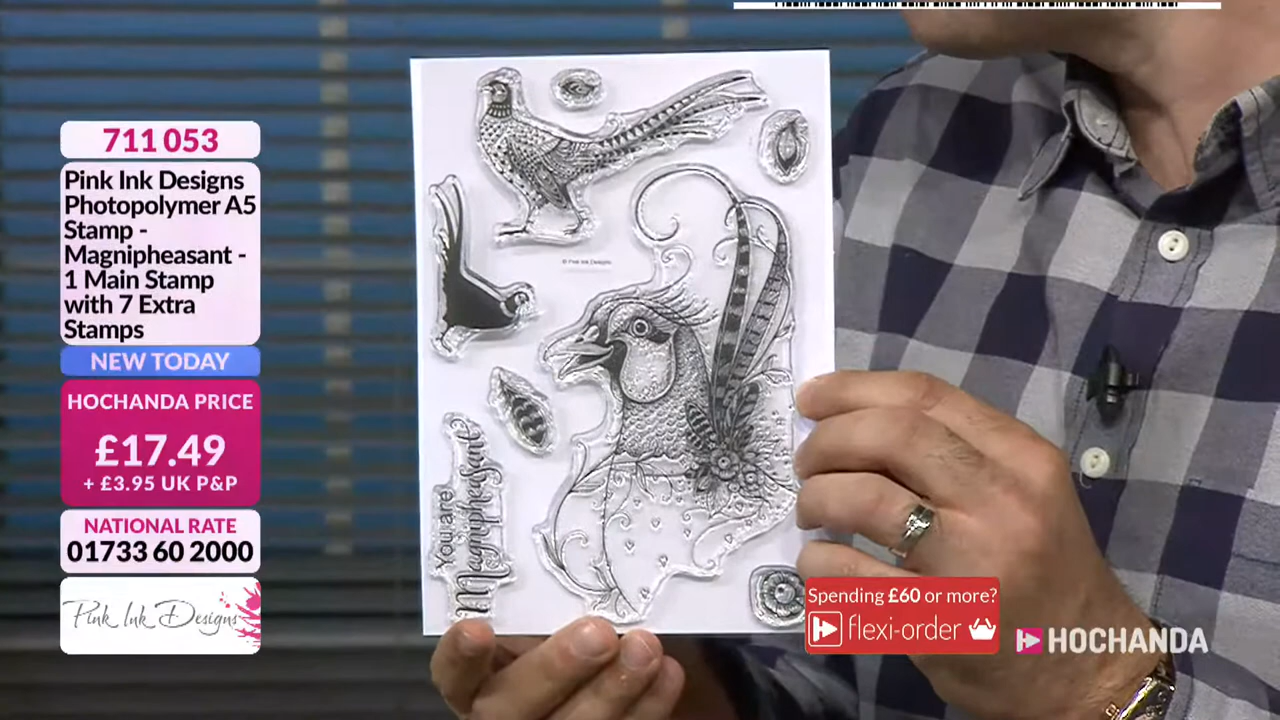 711 053
Pink Ink Designs
Photopolymer A5
Stamp -
Magnipheasant -
1 Main Stamp
with 7 Extra
Stamps
NEW TODAY
HOCHANDA PRICE
£17.49
+ £3.95 UK P&P
NATIONAL RATE
01733 60 2000
Pink Ink Designs
© Pink Ink Designs
You are
Magnipheasant
Spending £60 or more?
flexi-order
HOCHANDA